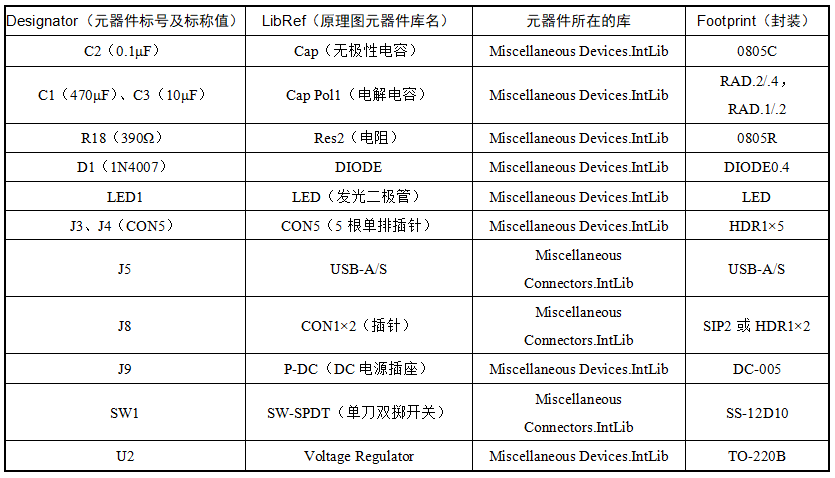 Designator（元器件标号及标称值） LibRef（原理图元器件库名） 元器件所在的库 Footprint（封装）
C2（0.1μF） Cap（无极性电容） Miscellaneous Devices.IntLib 0805C
C1（470μF）、C3（10μF） Cap Pol1（电解电容） Miscellaneous Devices.IntLib RAD.2/.4，
RAD.1/.2
R18（390Ω） Res2（电阻） Miscellaneous Devices.IntLib 0805R
D1（1N4007） DIODE Miscellaneous Devices.IntLib DIODE0.4
LED1 LED（发光二极管） Miscellaneous Devices.IntLib LED
J3、J4（CON5） CON5（5 根单排插针） Miscellaneous Devices.IntLib HDR1×5
J5 USB-A/S Miscellaneous
Connectors.IntLib USB-A/S
J8 CON1×2（插针） Miscellaneous
Connectors.IntLib SIP2 或 HDR1×2
J9 P-DC（DC 电源插座） Miscellaneous Devices.IntLib DC-005
SW1 SW-SPDT（单刀双掷开关） Miscellaneous
Connectors.IntLib SS-12D10
U2 Voltage Regulator Miscellaneous Devices.IntLib TO-220B